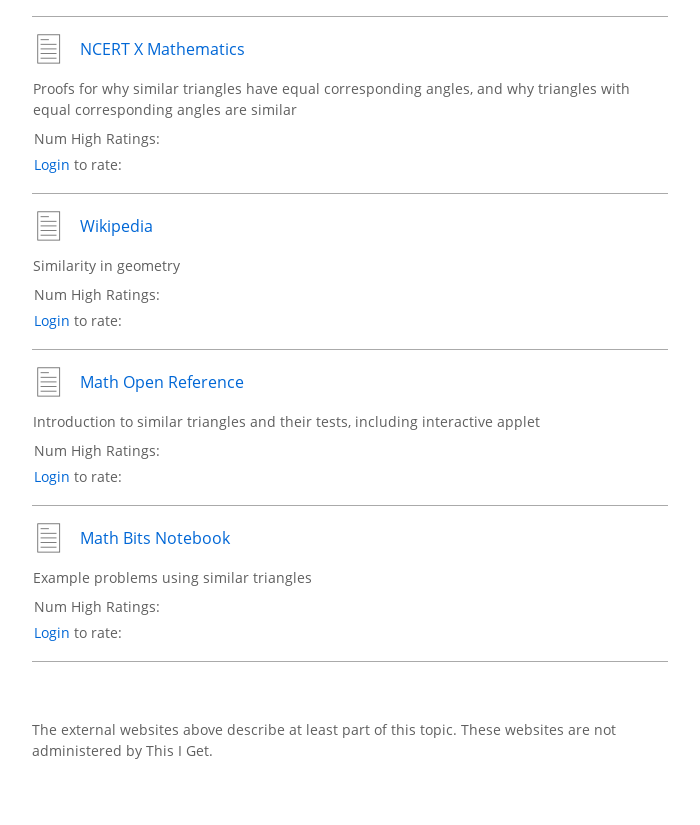 NCERT X Mathematics
Proofs for why similar triangles have equal corresponding angles, and why triangles with
equal corresponding angles are similar
Num High Ratings:
Login to rate:
Wikipedia
Similarity in geometry
Num High Ratings:
Login to rate:
Math Open Reference
Introduction to similar triangles and their tests, including interactive applet
Num High Ratings:
Login to rate:
Math Bits Notebook
Example problems using similar triangles
Num High Ratings:
Login to rate:
The external websites above describe at least part of this topic. These websites are not
administered by This I Get.